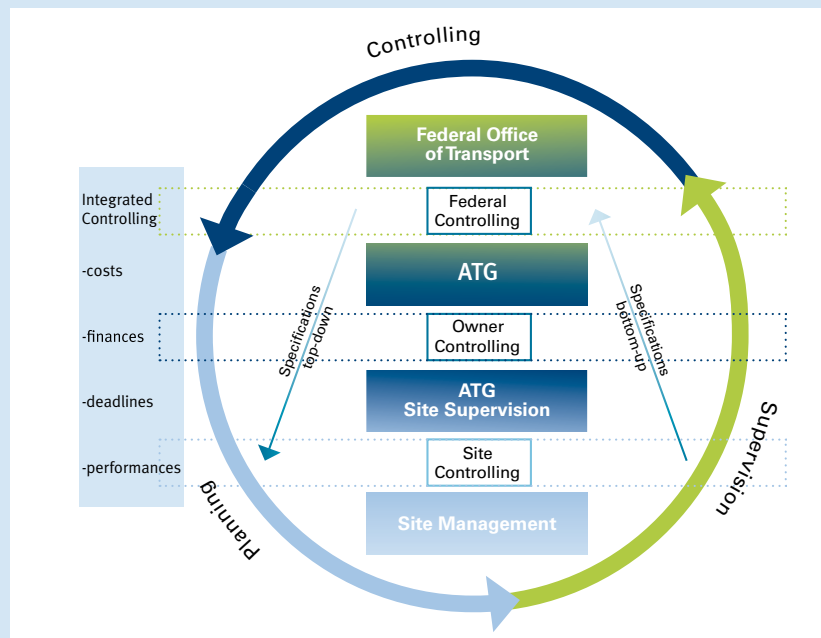 Controlling
Federal Office
of Transport
Integrated
Controlling
Federal
Controlling
-costs
ATG
Specifications
top-down
Specifications
bottom-up
-finances
Owner
Controlling
-deadlines
ATG
Site Supervision
-performances
Site
Controlling
Planning
Supervision
Site Management